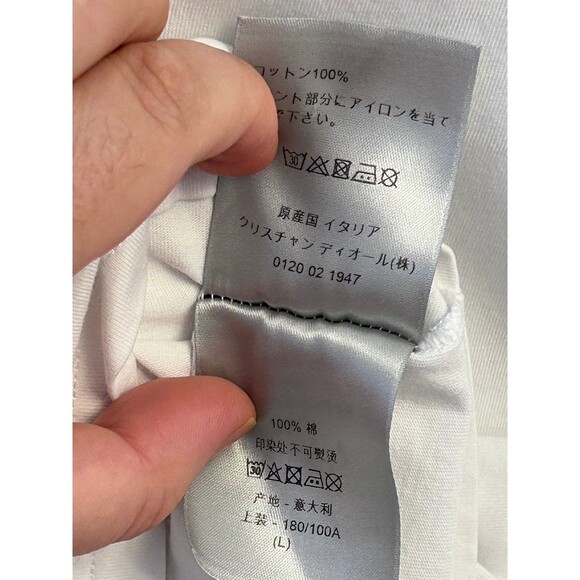 コットン100%
ント部分にアイロンを当て
で下さい。
30
原産国 イタリア
クリスチャン ディオール(株)
0120 02 1947
100% 棉
印染处不可熨烫
30
产地 - 意大利
上装 - 180/100A
(L)